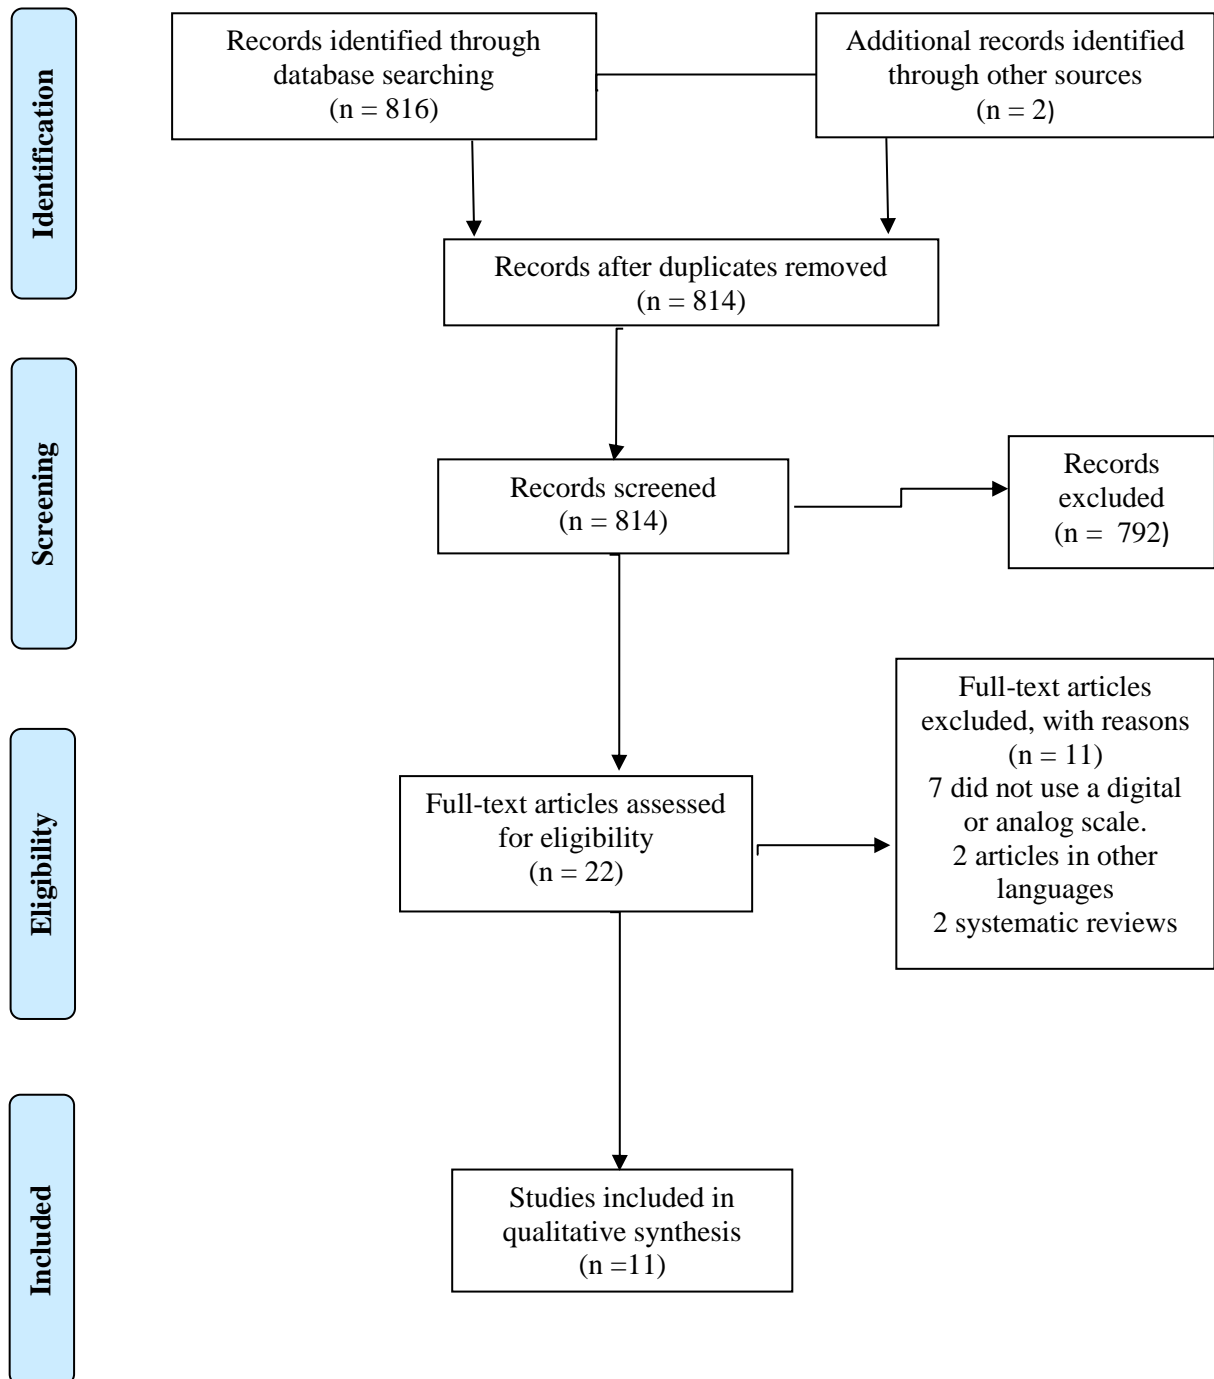 Identification
Records identified through
database searching
(n = 816)
Additional records identified
through other sources
(n = 2)
Records after duplicates removed
(n = 814)
Screening
Records screened
(n = 814)
Records
excluded
(n =  792)
Eligibility
Full-text articles assessed
for eligibility
(n = 22)
Full-text articles
excluded, with reasons
(n = 11)
7 did not use a digital
or analog scale.
2 articles in other
languages
2 systematic reviews
Included
Studies included in
qualitative synthesis
(n =11)